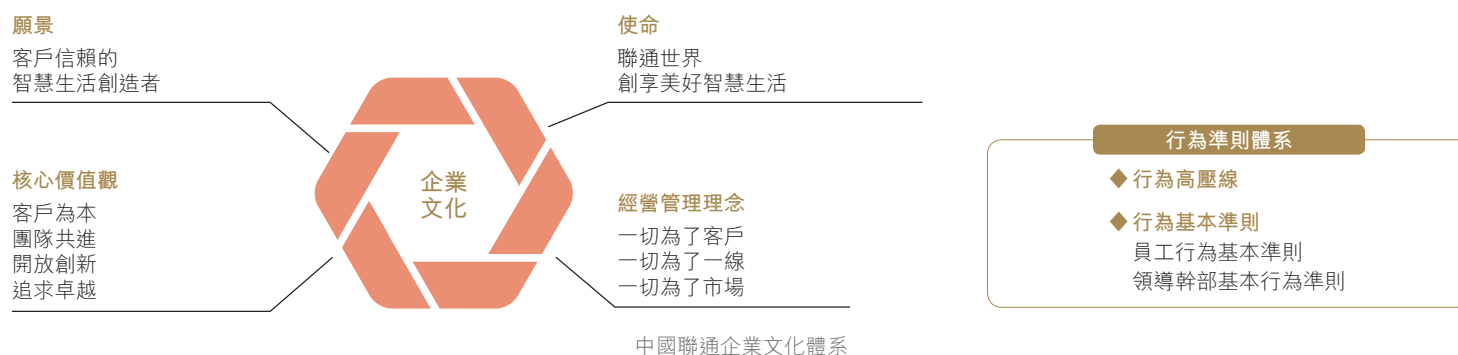 願景
客戶信賴的
智慧生活創造者
使命
聯通世界
創享美好智慧生活
核心價值觀
客戶為本
團隊共進
開放創新
追求卓越
企業
文化
經營管理理念
一切為了客戶
一切為了一線
一切為了市場
中國聯通企業文化體系
行為準則體系
行為高壓線
行為基本準則
員工行為基本準則
領導幹部基本行為準則